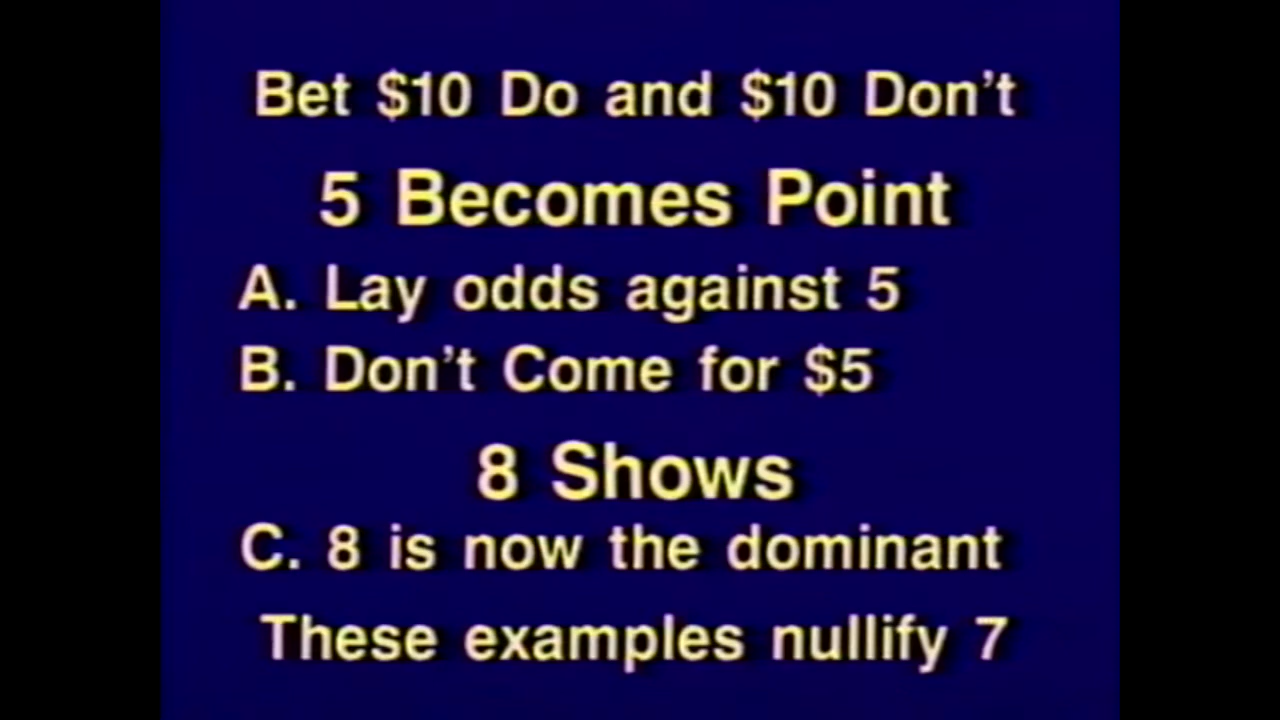 Bet $10 Do and $10 Don't
5 Becomes Point
A. Lay odds against 5
B. Don't Come for $5
8 Shows
C. 8 is now the dominant
These examples nullify 7